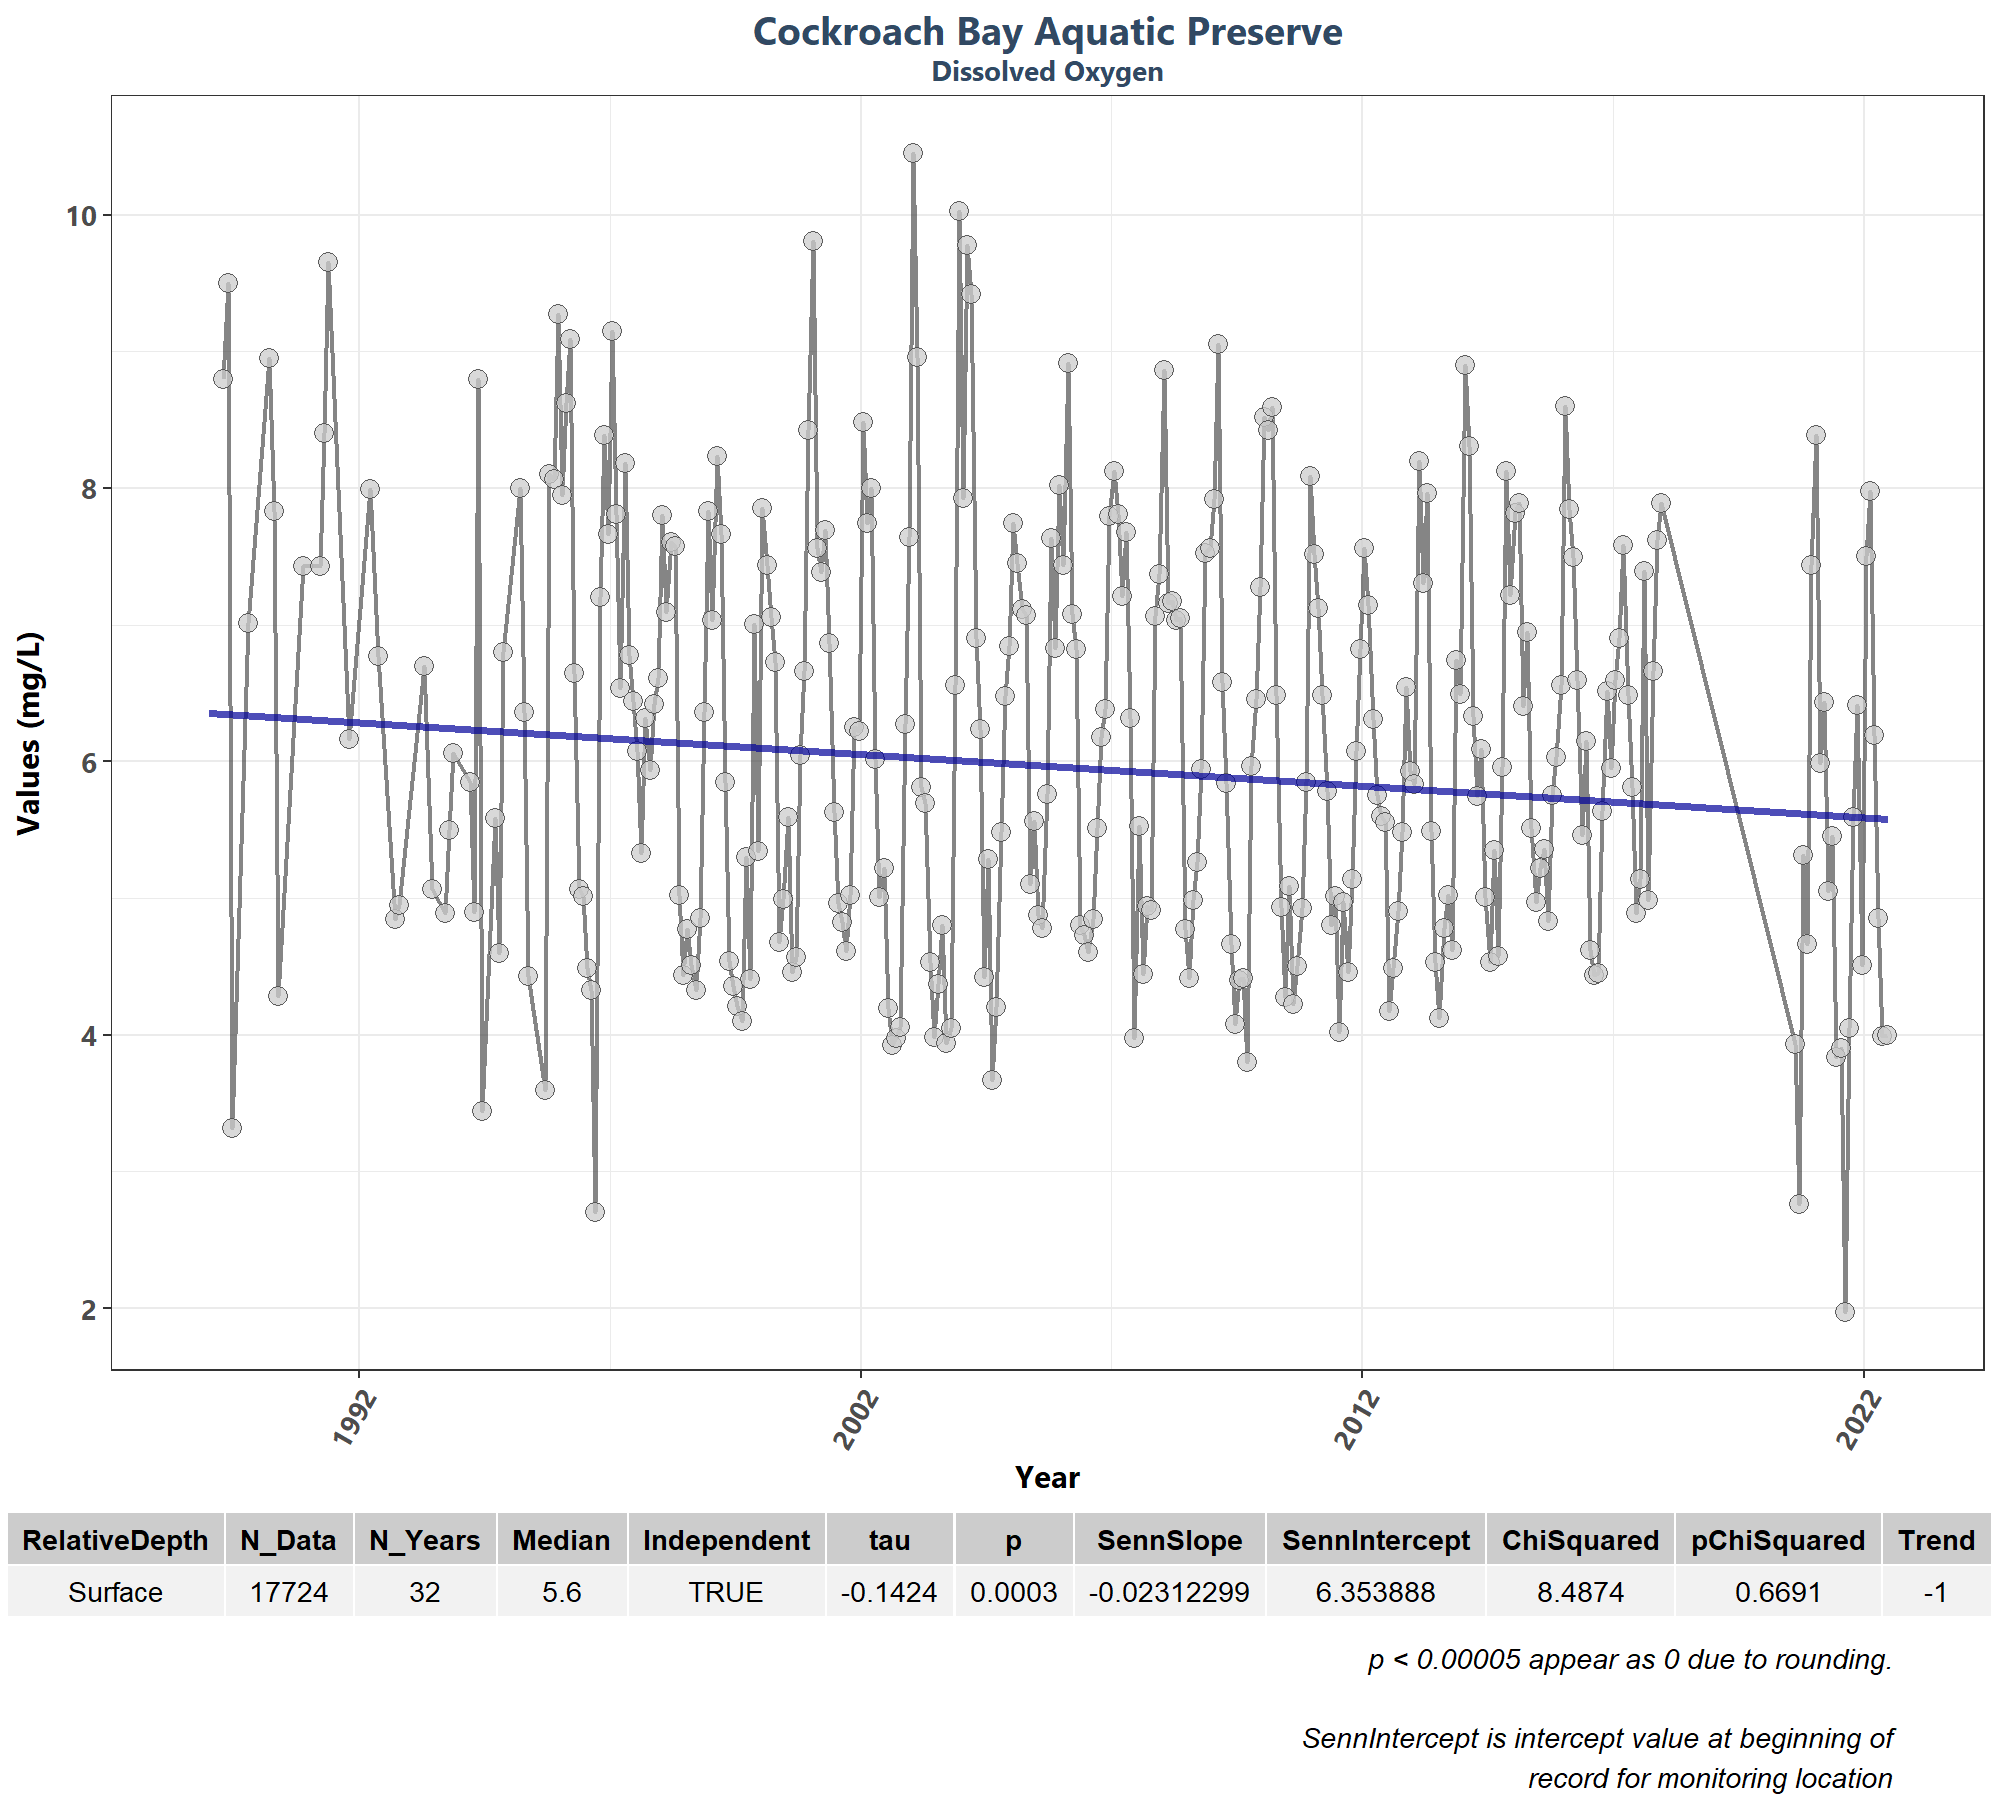 Cockroach Bay Aquatic Preserve
Dissolved Oxygen
Values (mg/L)
10
8
6
4
2
1992 2002 2012 2022
Year
RelativeDepth N_Data N_Years Median Independent tau p SennSlope SennIntercept ChiSquared pChiSquared Trend
Surface 17724 32 5.6 TRUE -0.1424 0.0003 -0.02312299 6.353888 8.4874 0.6691 -1
p < 0.00005 appear as 0 due to rounding.
SennIntercept is intercept value at beginning of
record for monitoring location